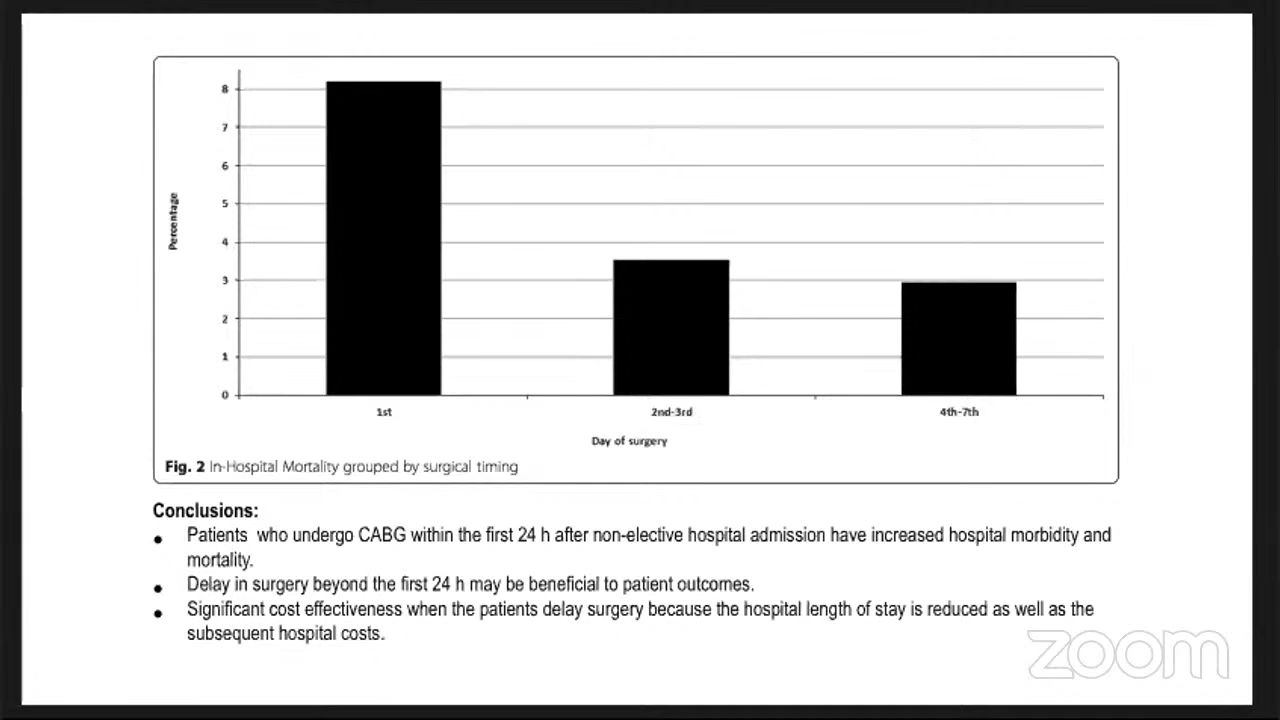 8
7
6
5
4
3
2
1
0
Percentage
1st
2nd-3rd
4th-7th
Day of surgery
Fig. 2 In-Hospital Mortality grouped by surgical timing
Conclusions:
● Patients who undergo CABG within the first 24 h after non-elective hospital admission have increased hospital morbidity and
mortality.
● Delay in surgery beyond the first 24 h may be beneficial to patient outcomes.
● Significant cost effectiveness when the patients delay surgery because the hospital length of stay is reduced as well as the
subsequent hospital costs.
zoom